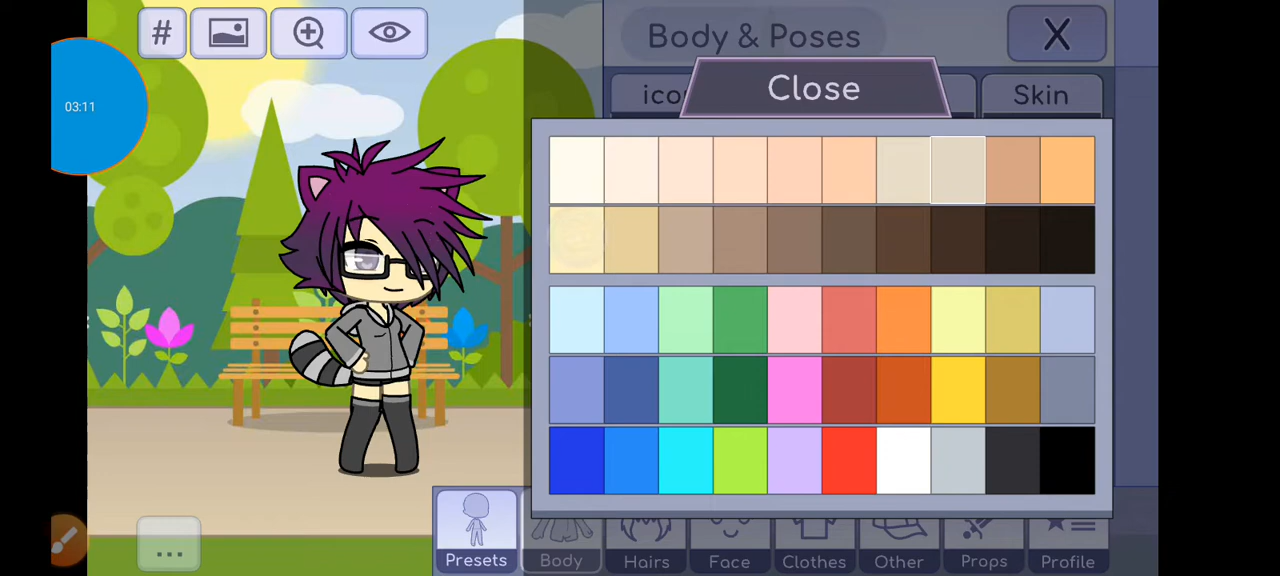 #
03:11
Body & Poses
X
Close
Skin
...
Presets
Body
Hairs
Face
Clothes
Other
Props
Profile